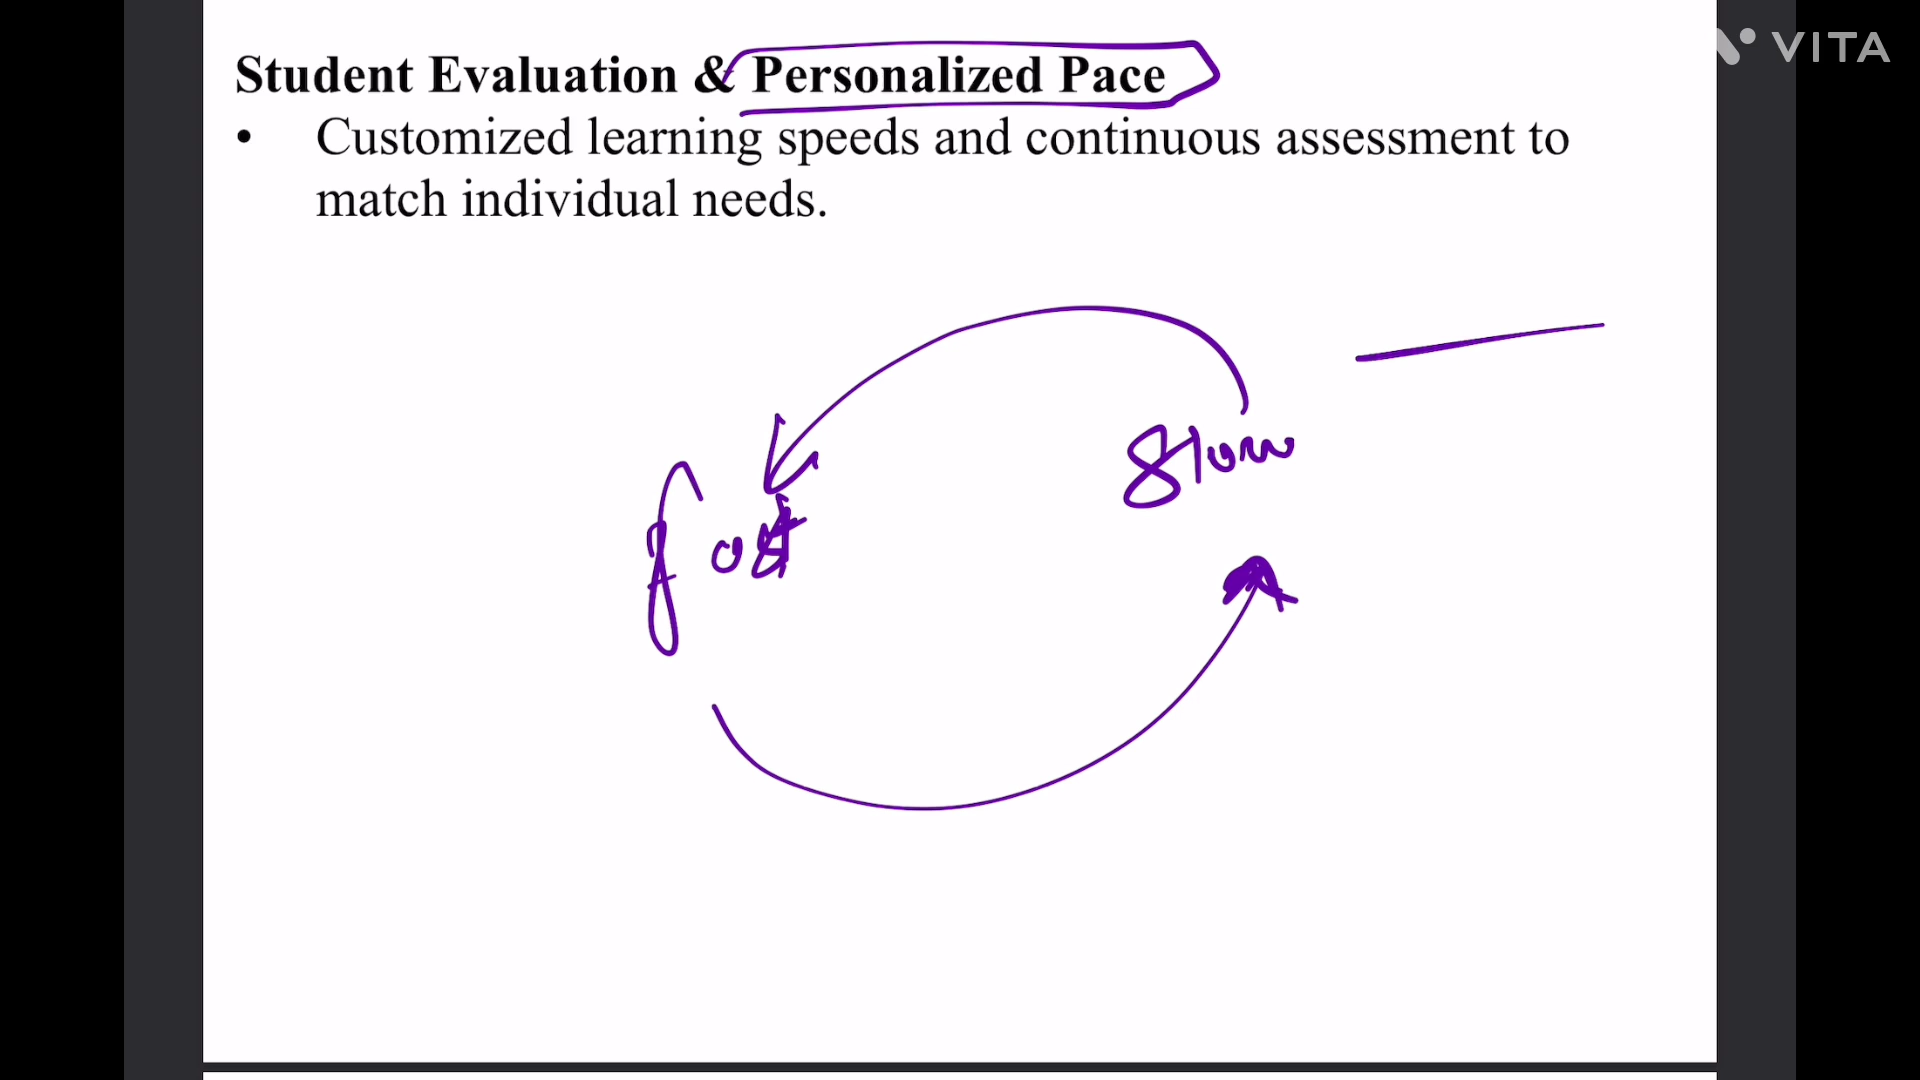 VITA
Student Evaluation & Personalized Pace
• Customized learning speeds and continuous assessment to
match individual needs.
Slow
fast